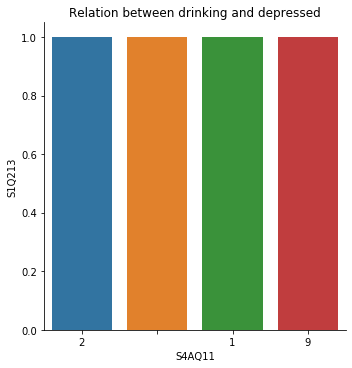 Relation between drinking and depressed
1.0
0.8
0.6
0.4
0.2
0.0
S1Q213
2 1 9
S4AQ11